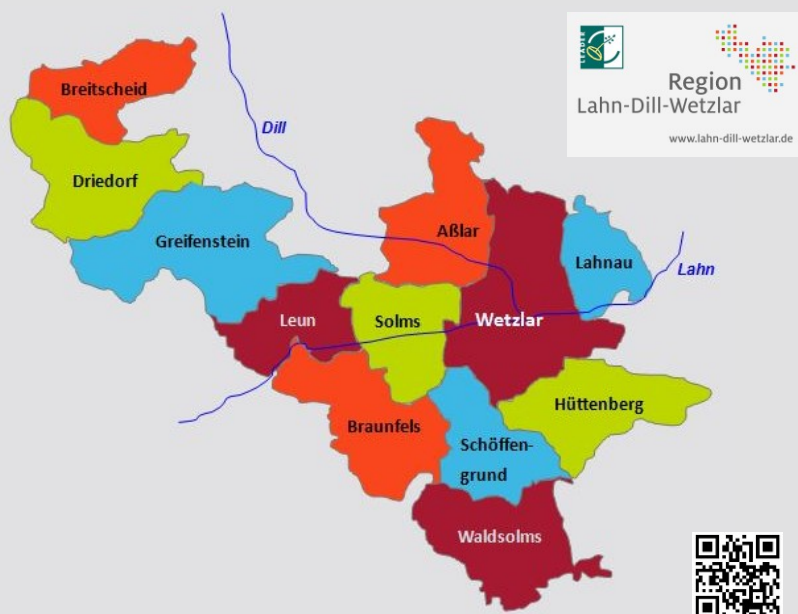 LEADER
Region
Lahn-Dill-Wetzlar
www.lahn-dill-wetzlar.de
Breitscheid
Dill
Driedorf
Aßlar
Greifenstein
Lahnau
Lahn
Leun
Solms
Wetzlar
Hüttenberg
Braunfels
Schöffen-
grund
Waldsolms